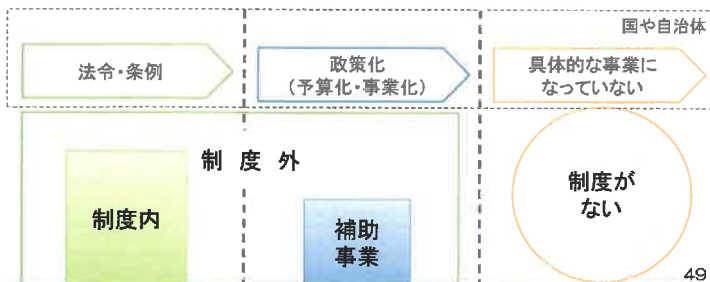 国や自治体
法令・条例
政策化
(予算化・事業化)
具体的な事業に
なっていない
制度外
制度内
補助
事業
制度が
ない
49